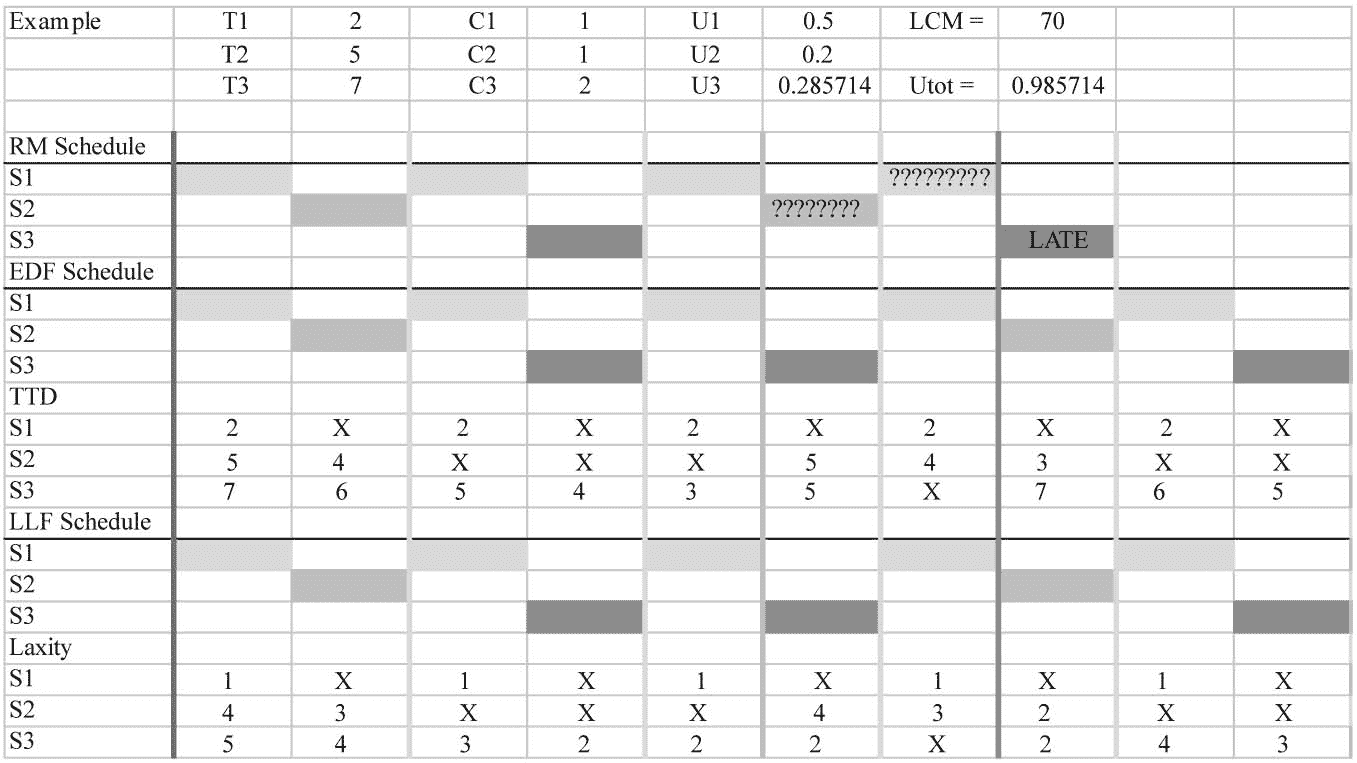 Example T1 2 C1 1 U1 0.5 LCM = 70
T2 5 C2 1 U2 0.2
T3 7 C3 2 U3 0.285714 Utot = 0.985714
RM Schedule
S1 ?????????
S2 ????????
S3 LATE
EDF Schedule
S1
S2
S3
TTD
S1 2 X 2 X 2 X 2 X 2 X
S2 5 4 X X X 5 4 3 X X
S3 7 6 5 4 3 5 X 7 6 5
LLF Schedule
S1
S2
S3
Laxity
S1 1 X 1 X 1 X 1 X 1 X
S2 4 3 X X X 4 3 2 X X
S3 5 4 3 2 2 2 X 2 4 3